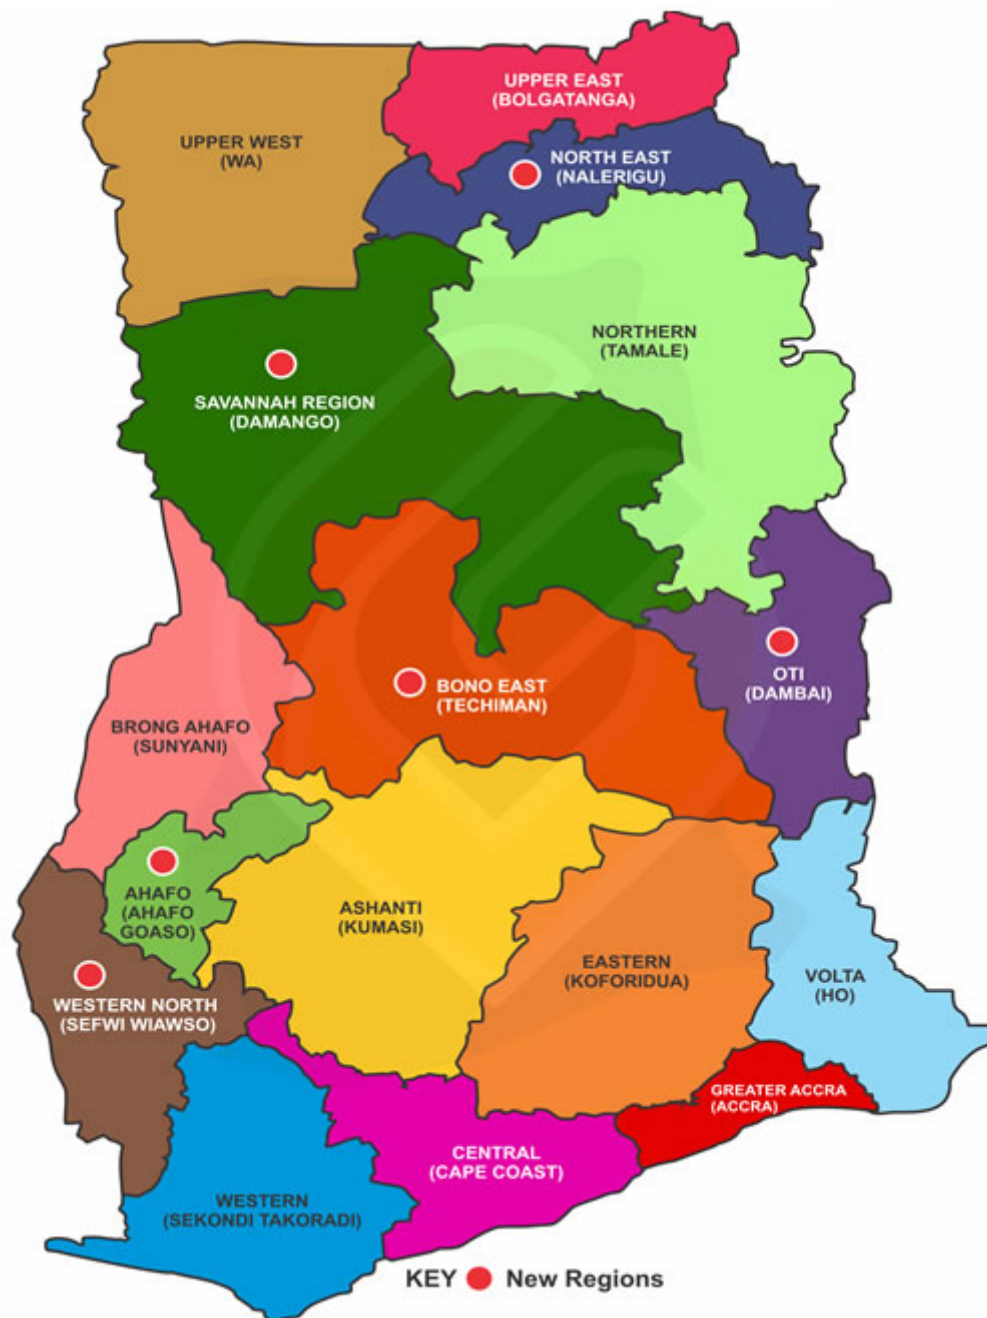 UPPER EAST
(BOLGATANGA)
UPPER WEST
(WA)
NORTH EAST
(NALERIGU)
NORTHERN
(TAMALE)
SAVANNAH REGION
(DAMANGO)
OTI
(DAMBAI)
BONO EAST
(TECHIMAN)
BRONG AHAFO
(SUNYANI)
AHAFO
(AHAFO
GOASO)
ASHANTI
(KUMASI)
EASTERN
(KOFORIDUA)
VOLTA
(HO)
WESTERN NORTH
(SEFWI WIAWSO)
GREATER ACCRA
(ACCRA)
CENTRAL
(CAPE COAST)
WESTERN
(SEKONDI TAKORADI)
KEY New Regions